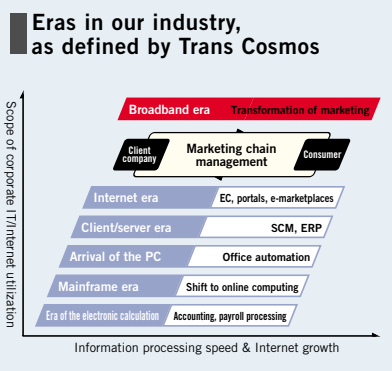 Eras in our industry,
as defined by Trans Cosmos
Scope of corporate IT/Internet utilization
Broadband era Transformation of marketing
Client
company
Marketing chain
management
Consumer
Internet era EC, portals, e-marketplaces
Client/server era SCM, ERP
Arrival of the PC Office automation
Mainframe era Shift to online computing
Era of the electronic calculation Accounting, payroll processing
Information processing speed & Internet growth